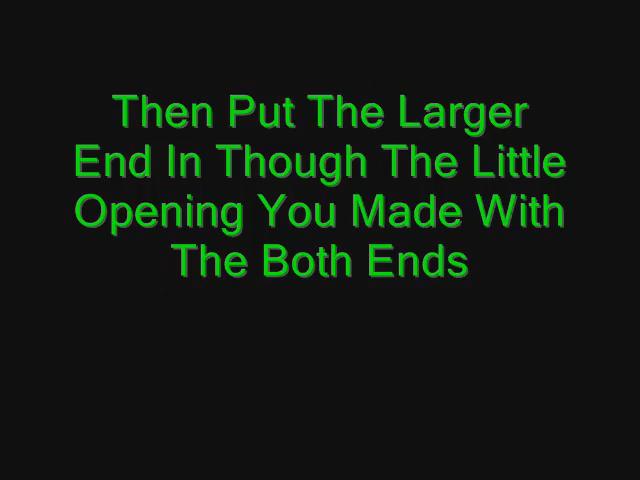 Then Put The Larger
End In Though The Little
Opening You Made With
The Both Ends